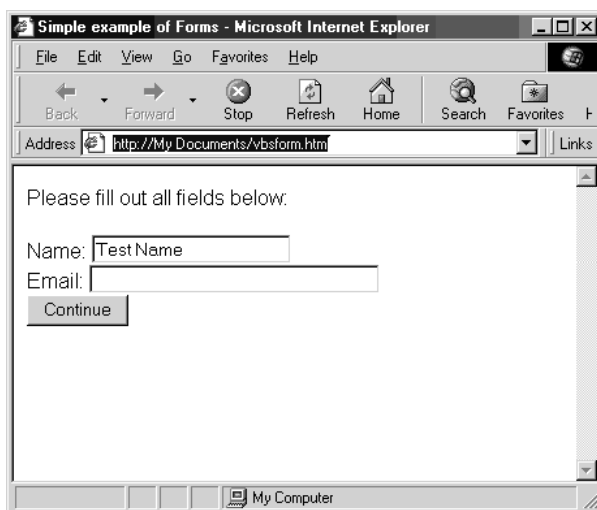 Simple example of Forms - Microsoft Internet Explorer
File Edit View Go Favorites Help
Back Forward Stop Refresh Home Search Favorites H
Address http://My Documents/vbsform.htm Links
Please fill out all fields below:
Name: Test Name
Email:
Continue
My Computer